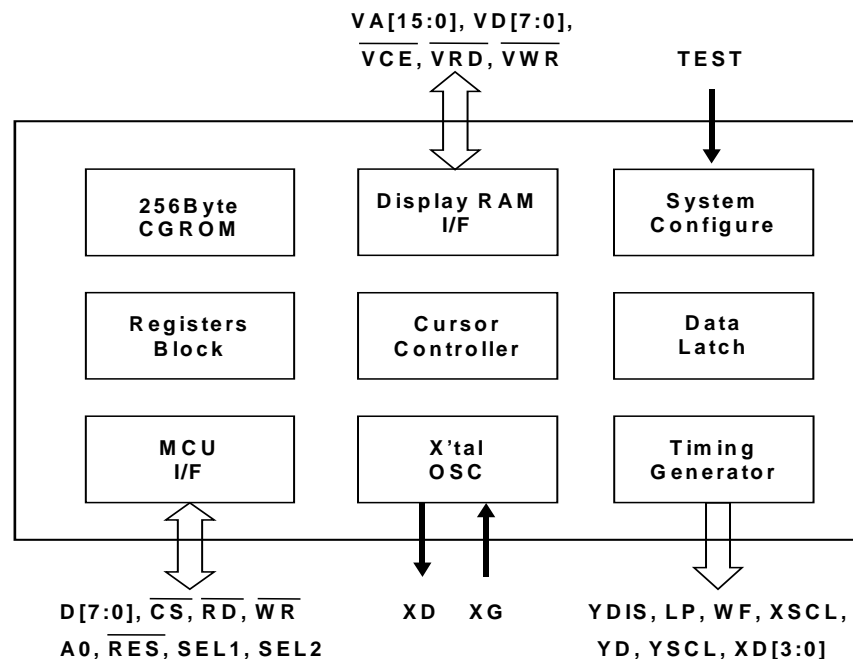 VA[15:0], VD[7:0],
VCE, VRD, VWR
TEST
256Byte
CGROM
Display RAM
I/F
System
Configure
Registers
Block
Cursor
Controller
Data
Latch
MCU
I/F
X'tal
OSC
Timing
Generator
D[7:0], CS, RD, WR
A0, RES, SEL1, SEL2
XD
XG
YDIS, LP, WF, XSCL,
YD, YSCL, XD[3:0]